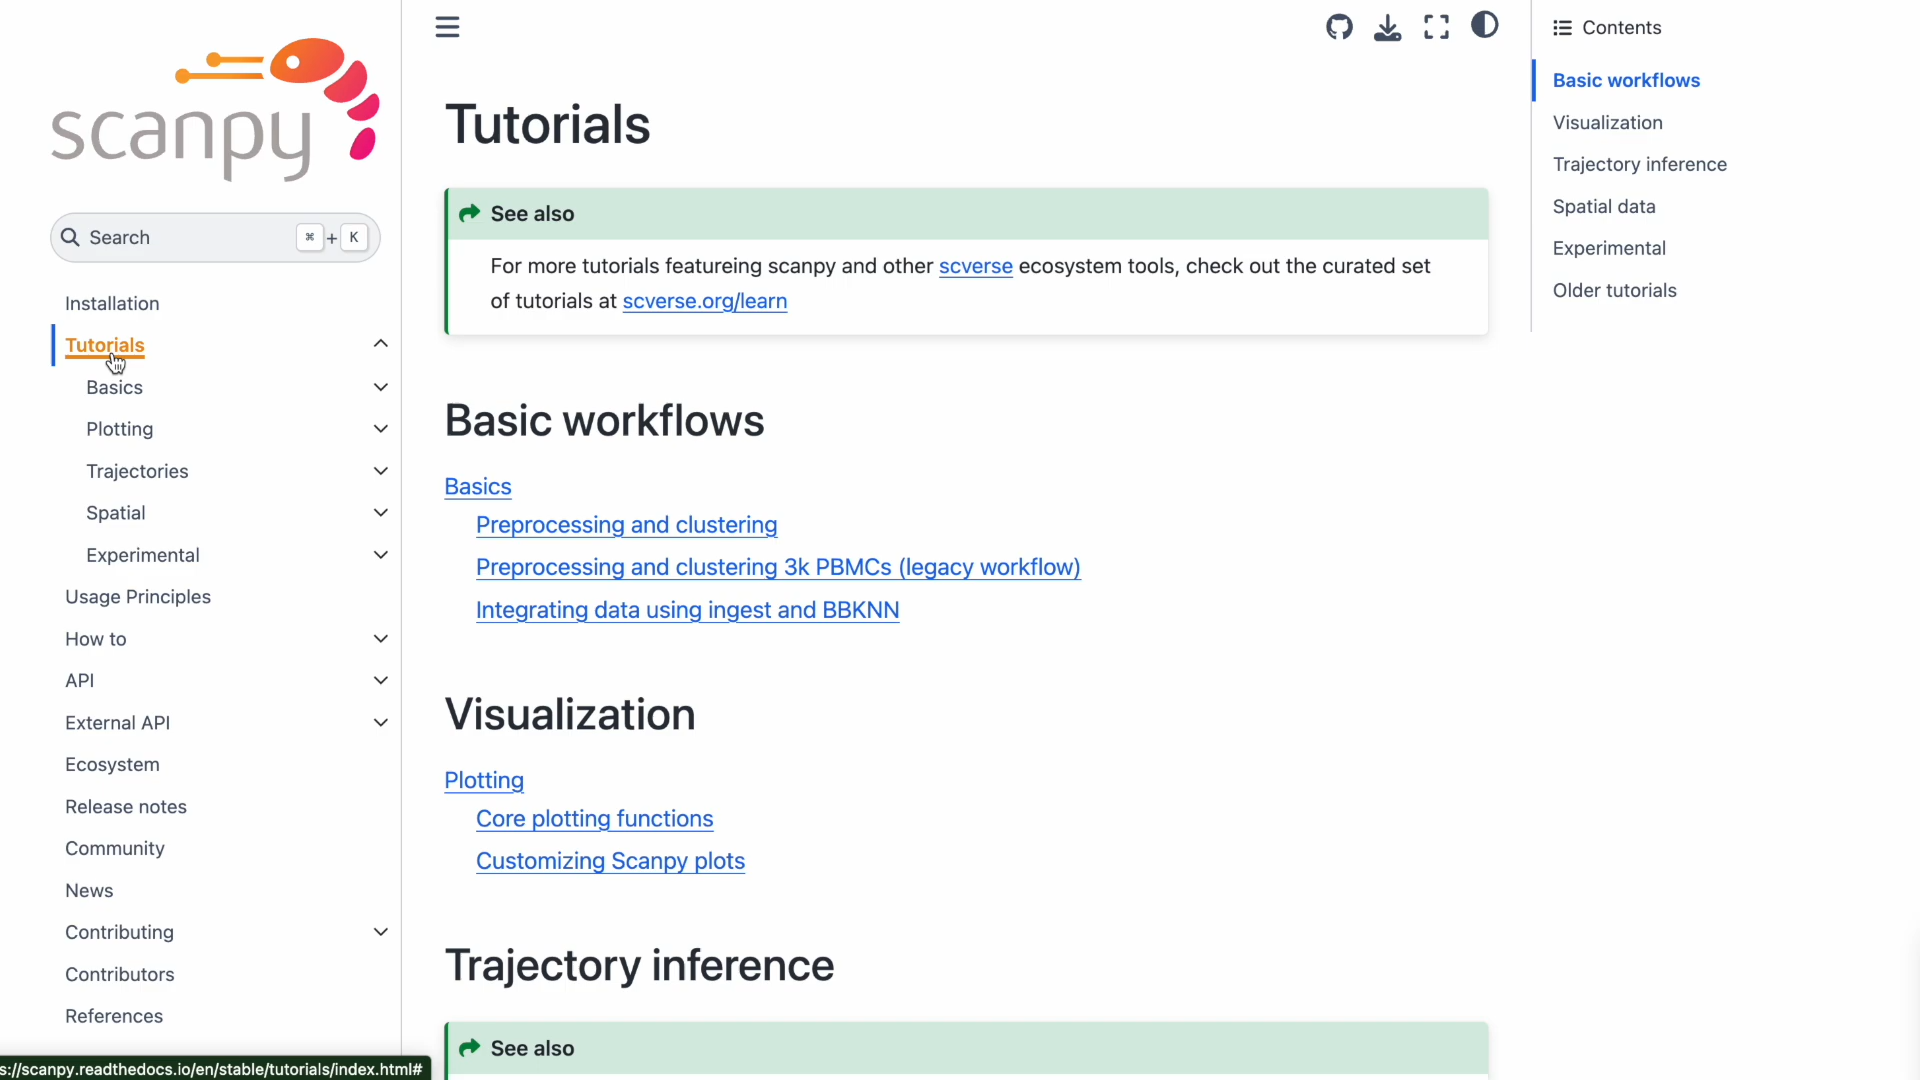 scanpy
Search ⌘ + K
Installation
Tutorials
Basics
Plotting
Trajectories
Spatial
Experimental
Usage Principles
How to
API
External API
Ecosystem
Release notes
Community
News
Contributing
Contributors
References
s://scanpy.readthedocs.io/en/stable/tutorials/index.html#
Tutorials
See also
For more tutorials featureing scanpy and other scverse ecosystem tools, check out the curated set
of tutorials at scverse.org/learn
Basic workflows
Basics
Preprocessing and clustering
Preprocessing and clustering 3k PBMCs (legacy workflow)
Integrating data using ingest and BBKNN
Visualization
Plotting
Core plotting functions
Customizing Scanpy plots
Trajectory inference
See also
Contents
Basic workflows
Visualization
Trajectory inference
Spatial data
Experimental
Older tutorials